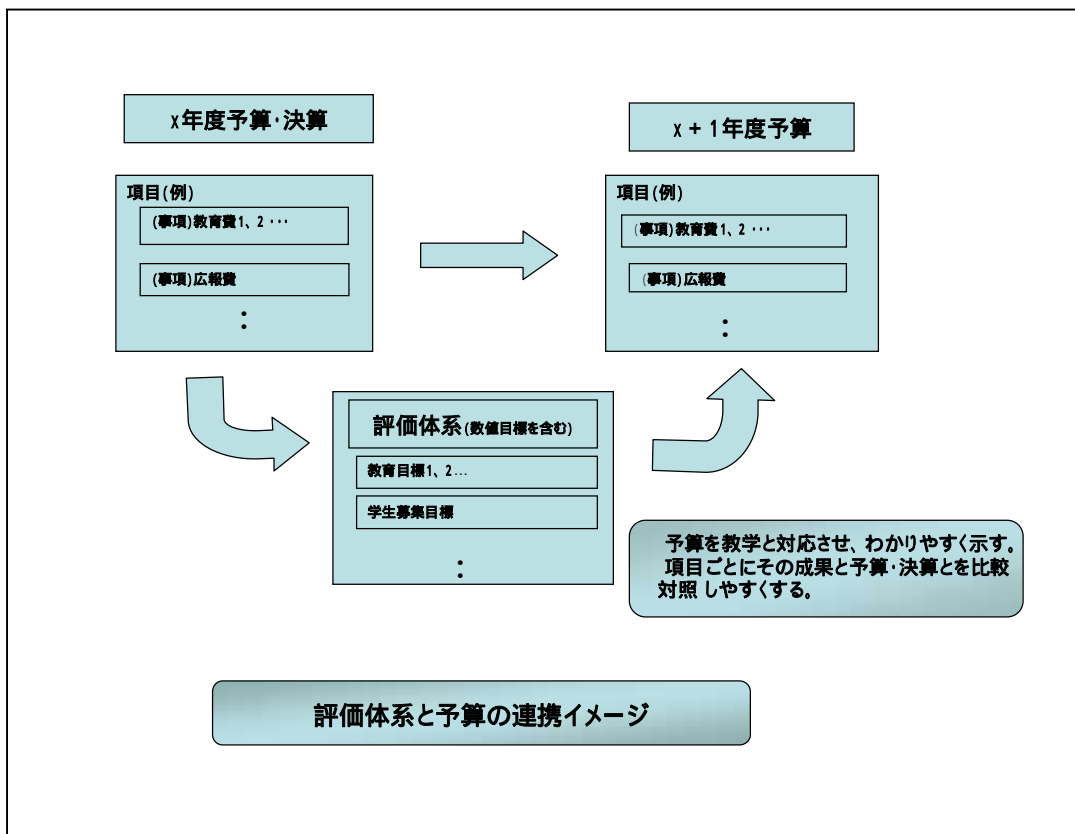 x年度予算・決算
項目(例)
(事項)教育費1、2 ・・・
(事項)広報費
:
x + 1年度予算
項目(例)
(事項)教育費1、2 ・・・
(事項)広報費
:
評価体系(数値目標を含む)
教育目標1、2...
学生募集目標
:
予算を教学と対応させ、わかりやすく示す。
項目ごとにその成果と予算・決算とを比較
対照 しやすくする。
評価体系と予算の連携イメージ